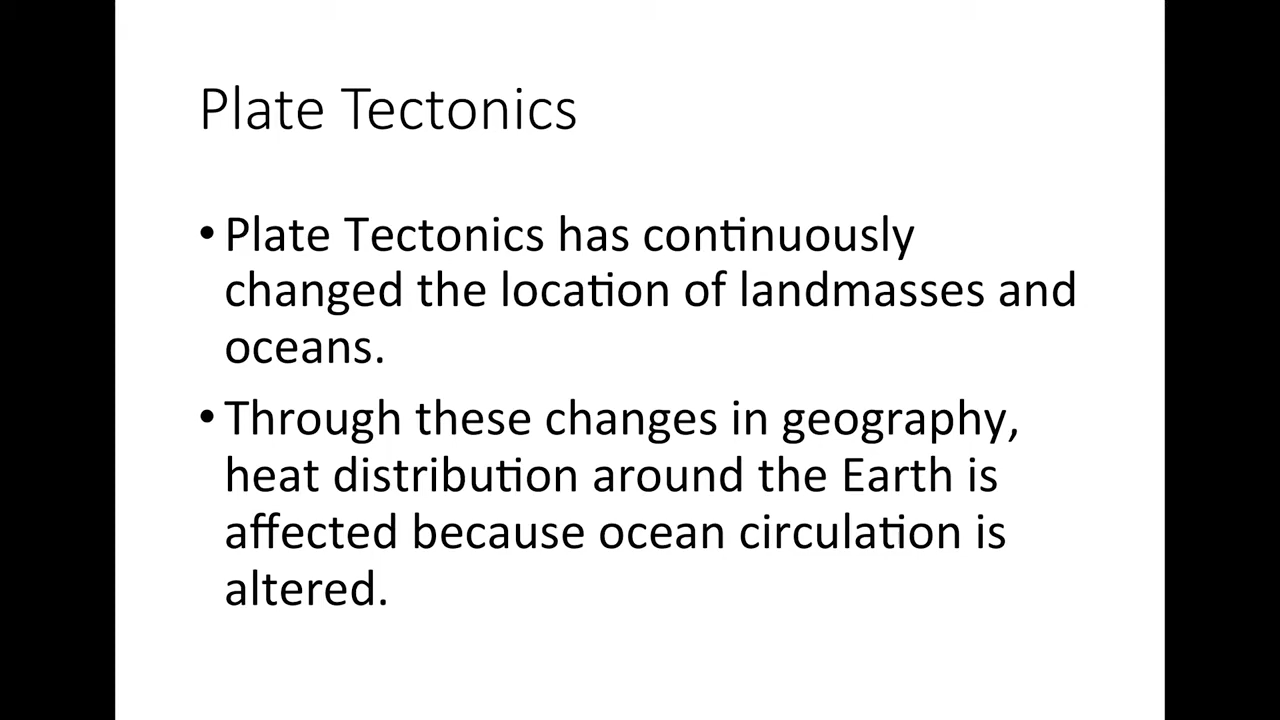 Plate Tectonics
• Plate Tectonics has continuously
changed the location of landmasses and
oceans.
• Through these changes in geography,
heat distribution around the Earth is
affected because ocean circulation is
altered.